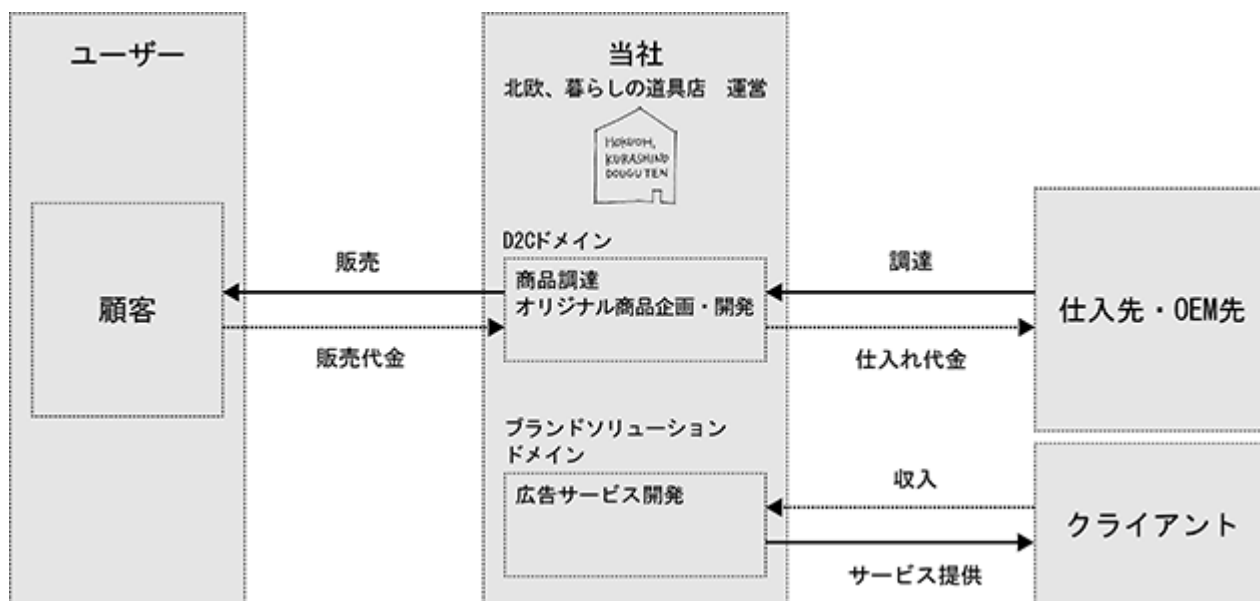 ユーザー
顧客
販売
販売代金
当社
北欧、暮らしの道具店 運営
HOKUOH,
KURASHINO
DOUGUTEN
D2Cドメイン
商品調達
オリジナル商品企画・開発
ブランドソリューション
ドメイン
広告サービス開発
調達
仕入れ代金
収入
サービス提供
仕入先・OEM先
クライアント